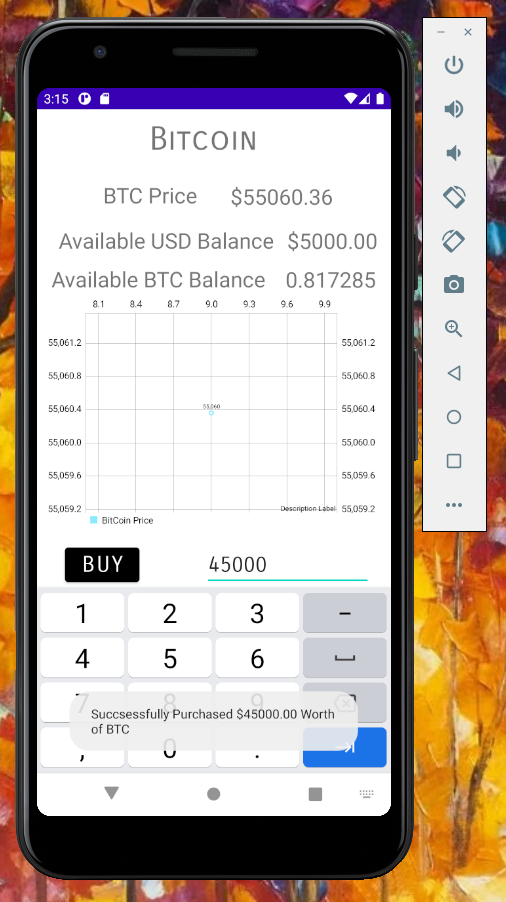 3:15
BITCOIN
BTC Price $55060.36
Available USD Balance $5000.00
Available BTC Balance 0.817285
8.1 8.4 8.7 9.0 9.3 9.6 9.9
55,061.2 55,061.2
55,060.8 55,060.8
55,060
55,060.4 55,060.4
55,060.0 55,060.0
55,059.6 55,059.6
55,059.2 Description Label 55,059.2
BitCoin Price
BUY 45000
1 2 3 -
4 5 6
7 8 9
Succsessfully Purchased $45000.00 Worth
of BTC
, 0 .